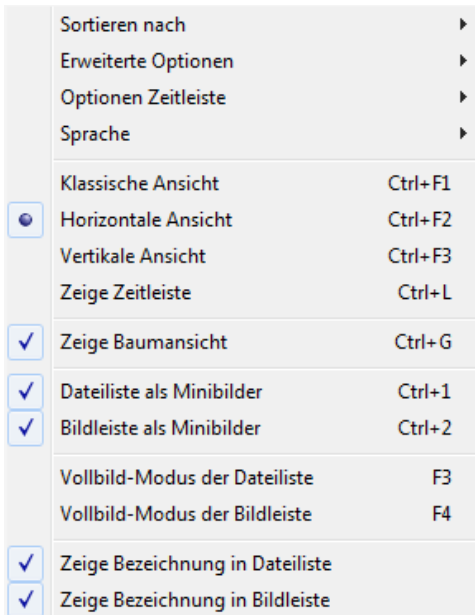 Sortieren nach
Erweiterte Optionen
Optionen Zeitleiste
Sprache
Klassische Ansicht Ctrl+F1
Horizontale Ansicht Ctrl+F2
Vertikale Ansicht Ctrl+F3
Zeige Zeitleiste Ctrl+L
Zeige Baumansicht Ctrl+G
Dateiliste als Minibilder Ctrl+1
Bildleiste als Minibilder Ctrl+2
Vollbild-Modus der Dateiliste F3
Vollbild-Modus der Bildleiste F4
Zeige Bezeichnung in Dateiliste
Zeige Bezeichnung in Bildleiste